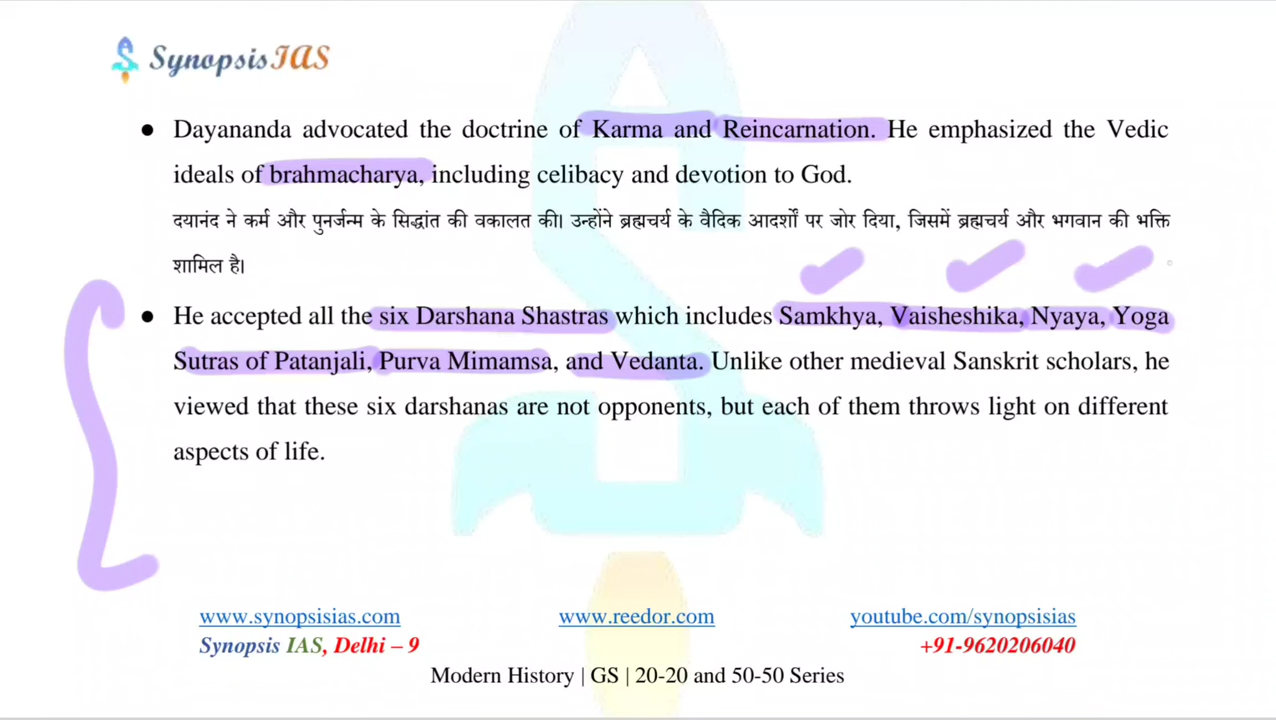 Synopsis IAS
● Dayananda advocated the doctrine of Karma and Reincarnation. He emphasized the Vedic
ideals of brahmacharya, including celibacy and devotion to God.
दयानंद ने कर्म और पुनर्जन्म के सिद्धांत की वकालत की। उन्होंने ब्रह्मचर्य के वैदिक आदर्शों पर जोर दिया, जिसमें ब्रह्मचर्य और भगवान की भक्ति
शामिल है।
● He accepted all the six Darshana Shastras which includes Samkhya, Vaisheshika, Nyaya, Yoga
Sutras of Patanjali, Purva Mimamsa, and Vedanta. Unlike other medieval Sanskrit scholars, he
viewed that these six darshanas are not opponents, but each of them throws light on different
aspects of life.
www.synopsisias.com www.reedor.com youtube.com/synopsisias
Synopsis IAS, Delhi – 9 +91-9620206040
Modern History | GS | 20-20 and 50-50 Series